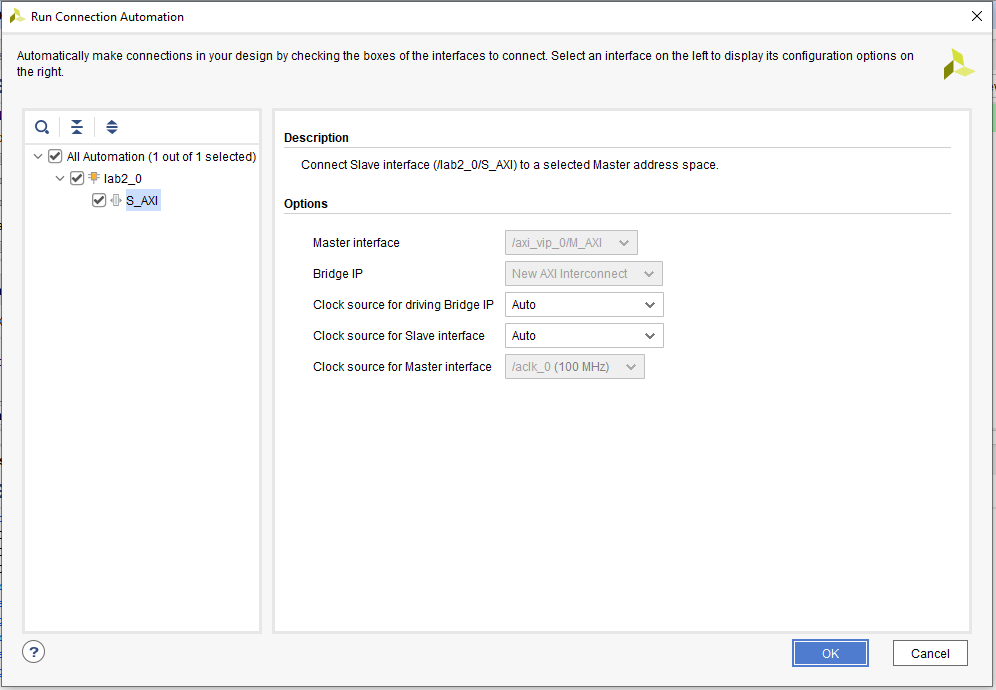 Run Connection Automation
Automatically make connections in your design by checking the boxes of the interfaces to connect. Select an interface on the left to display its configuration options on
the right.
All Automation (1 out of 1 selected)
lab2_0
S_AXI
Description
Connect Slave interface (/lab2_0/S_AXI) to a selected Master address space.
Options
Master interface /axi_vip_0/M_AXI
Bridge IP New AXI Interconnect
Clock source for driving Bridge IP Auto
Clock source for Slave interface Auto
Clock source for Master interface /aclk_0 (100 MHz)
?
OK Cancel